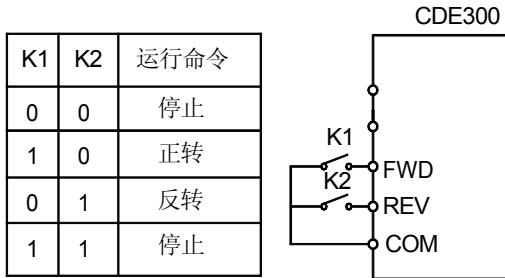 CDE300
K1 K2 运行命令
0 0 停止
1 0 正转
0 1 反转
1 1 停止
K1
FWD
K2
REV
COM